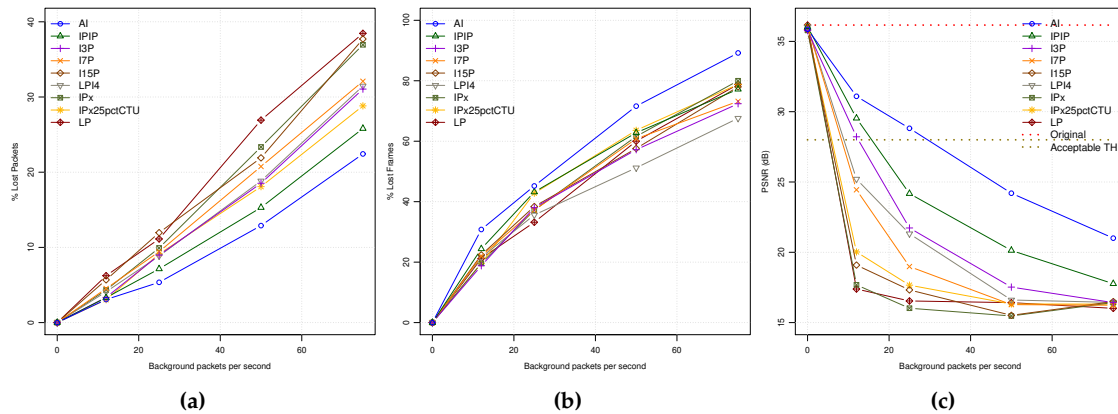 % Lost Packets
0
10
20
30
40
0
20
40
60
Background packets per second
AI
IPIP
I3P
I7P
I15P
LPI4
IPx
IPx25pctCTU
LP
(a)
% Lost Frames
0
20
40
60
80
100
0
20
40
60
Background packets per second
AI
IPIP
I3P
I7P
I15P
LPI4
IPx
IPx25pctCTU
LP
(b)
PSNR (dB)
15
20
25
30
35
0
20
40
60
Background packets per second
AI
IPIP
I3P
I7P
I15P
LPI4
IPx
IPx25pctCTU
LP
Original
Acceptable TH
(c)